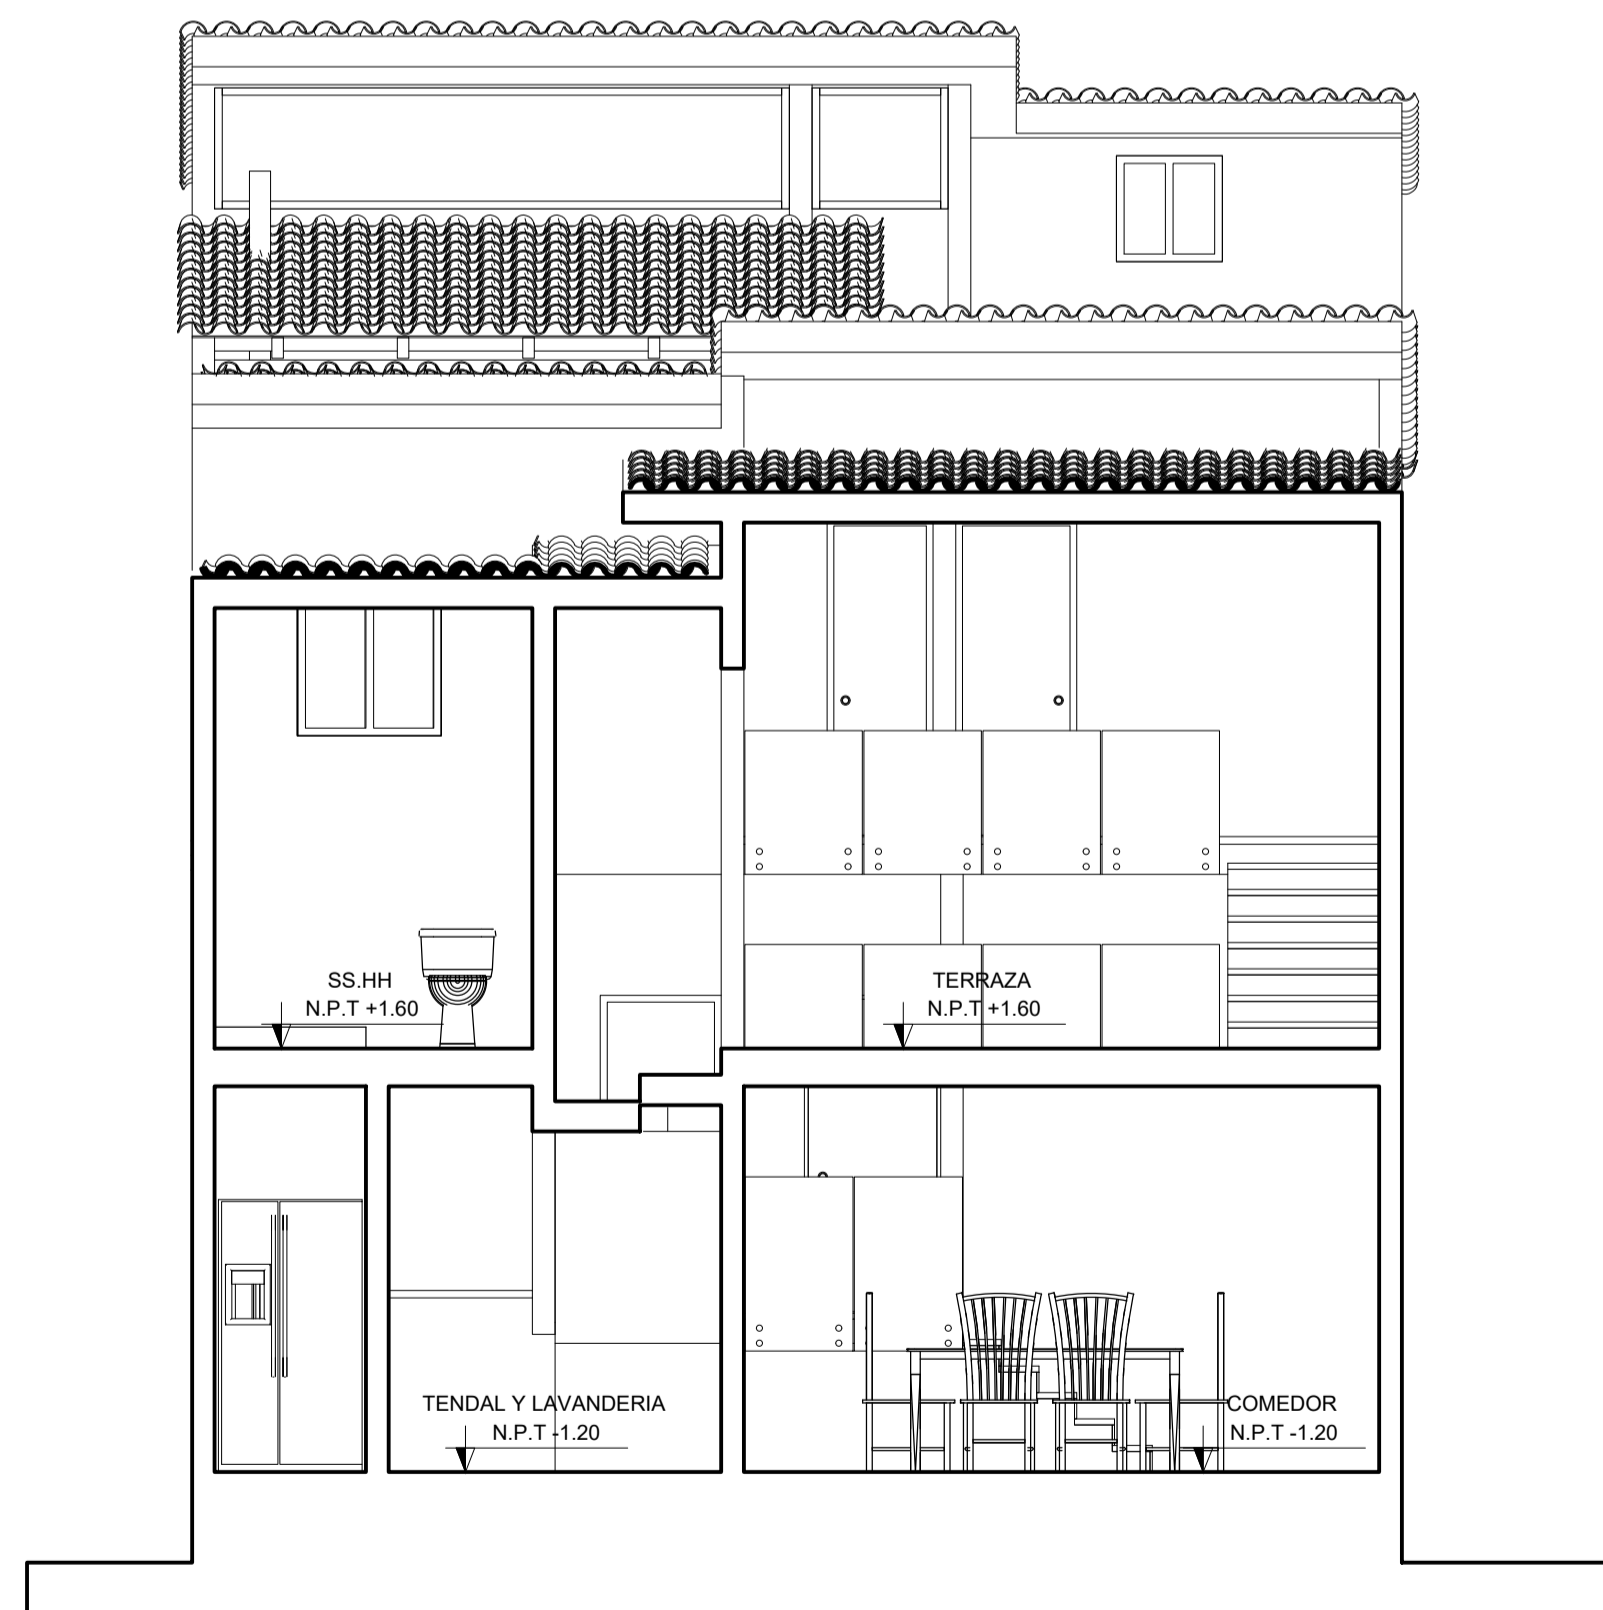 SS.HH
N.P.T +1.60
TERRAZA
N.P.T +1.60
TENDAL Y LAVANDERIA
N.P.T -1.20
COMEDOR
N.P.T -1.20